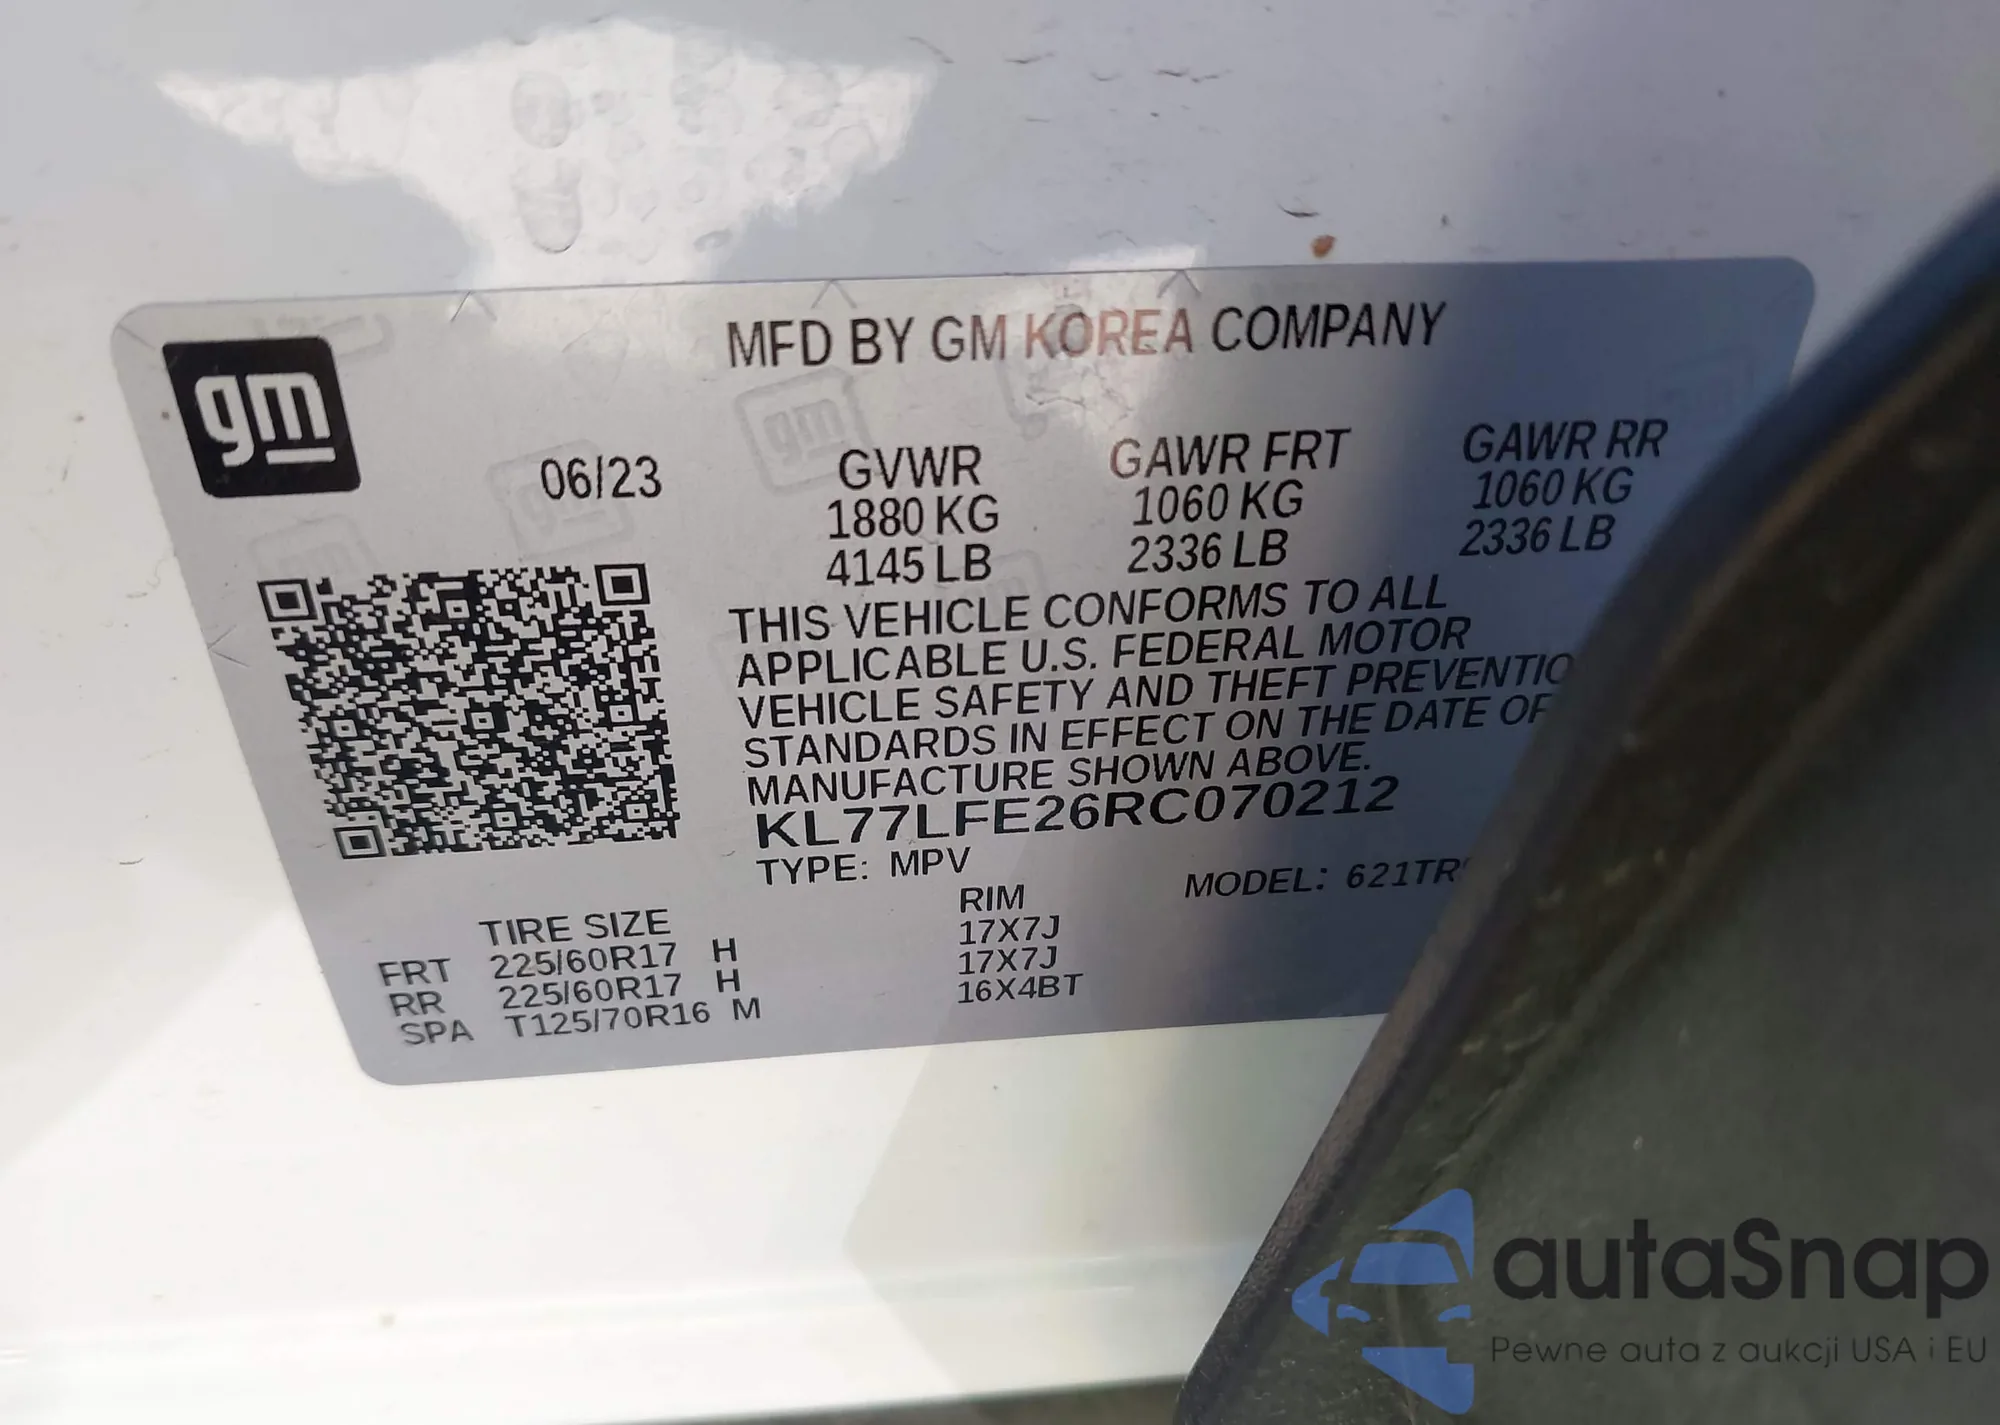 MFD BY GM KOREA COMPANY
gm
06/23
GVWR GAWR FRT GAWR RR
1880 KG 1060 KG 1060 KG
4145 LB 2336 LB 2336 LB
THIS VEHICLE CONFORMS TO ALL
APPLICABLE U.S. FEDERAL MOTOR
VEHICLE SAFETY AND THEFT PREVENTIO
STANDARDS IN EFFECT ON THE DATE OF
MANUFACTURE SHOWN ABOVE.
KL77LFE26RC070212
TYPE: MPV MODEL: 621TR
TIRE SIZE RIM
FRT 225/60R17 H 17X7J
RR 225/60R17 H 17X7J
SPA T125/70R16 M 16X4BT
autaSnap
Pewne auta z aukcji USA i EU